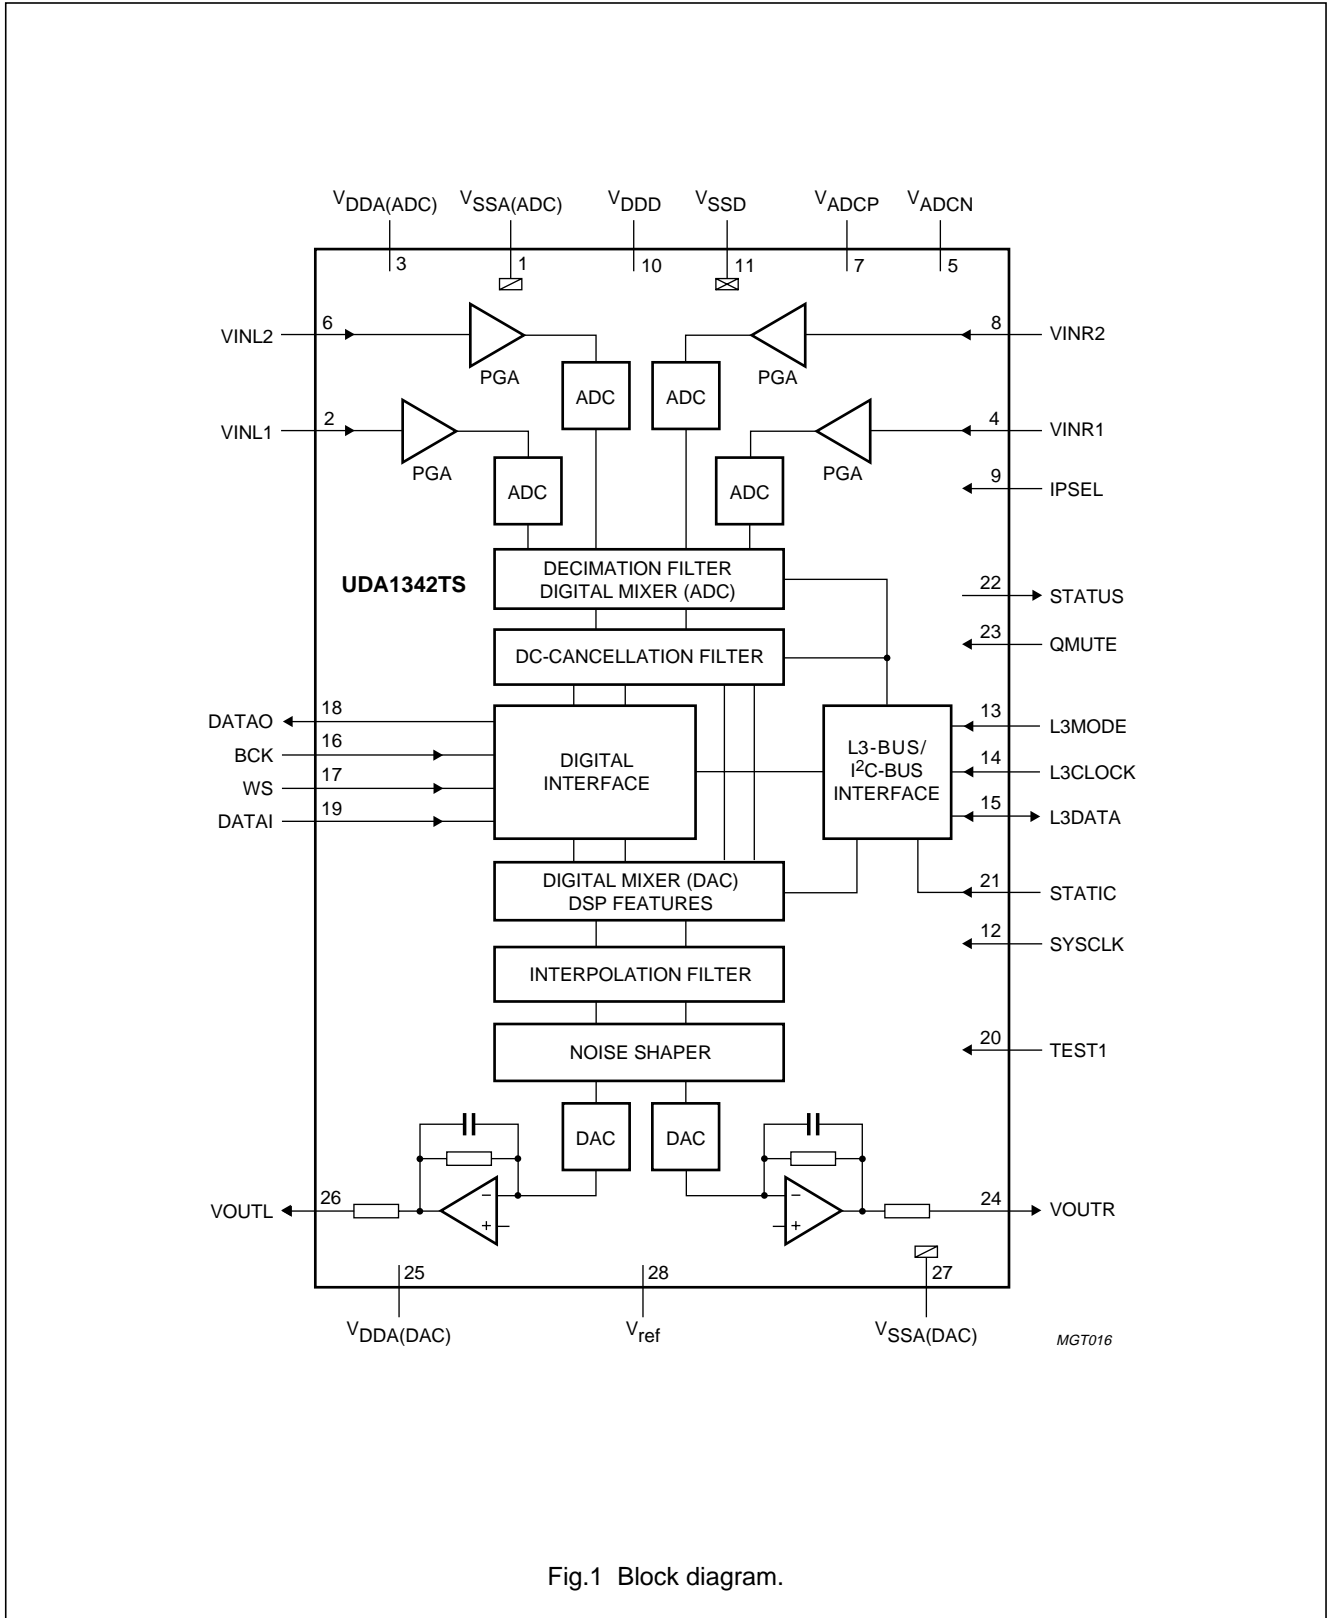 VDDA(ADC) VSSA(ADC) VDDD VSSD VADCP VADCN
3 1 10 11 7 5
VINL2 6 8 VINR2
PGA PGA
ADC ADC
VINL1 2 4 VINR1
PGA PGA
9 IPSEL
ADC ADC
UDA1342TS
DECIMATION FILTER
DIGITAL MIXER (ADC)
22 STATUS
23 QMUTE
DC-CANCELLATION FILTER
DATAO 18
BCK 16
WS 17
DATAI 19
DIGITAL
INTERFACE
L3-BUS/
I2C-BUS
INTERFACE
13 L3MODE
14 L3CLOCK
15 L3DATA
DIGITAL MIXER (DAC)
DSP FEATURES
21 STATIC
12 SYSCLK
INTERPOLATION FILTER
NOISE SHAPER
20 TEST1
DAC DAC
VOUTL 26 − + − + 24 VOUTR
25 28 27
VDDA(DAC) Vref VSSA(DAC)
MGT016
Fig.1 Block diagram.